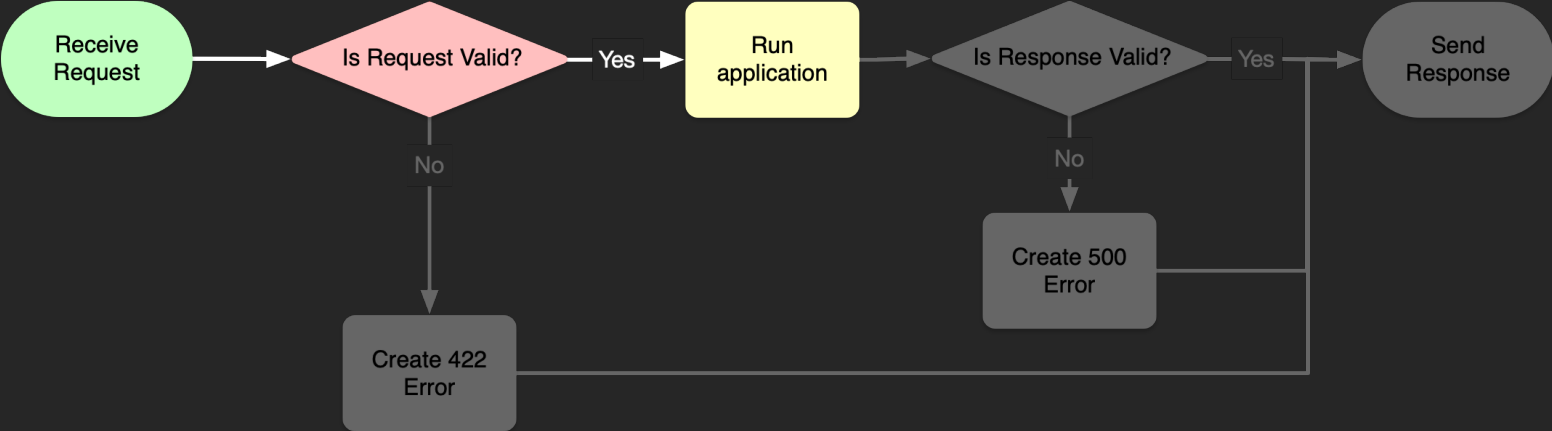 Receive
Request
Is Request Valid?
Yes
Run
application
Is Response Valid?
Yes
Send
Response
No
No
Create 500
Error
Create 422
Error